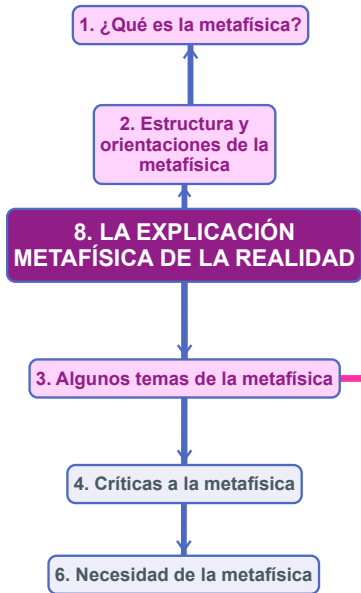 1. ¿Qué es la metafísica?
2. Estructura y
orientaciones de la
metafísica
8. LA EXPLICACIÓN
METAFÍSICA DE LA REALIDAD
3. Algunos temas de la metafísica
4. Críticas a la metafísica
6. Necesidad de la metafísica